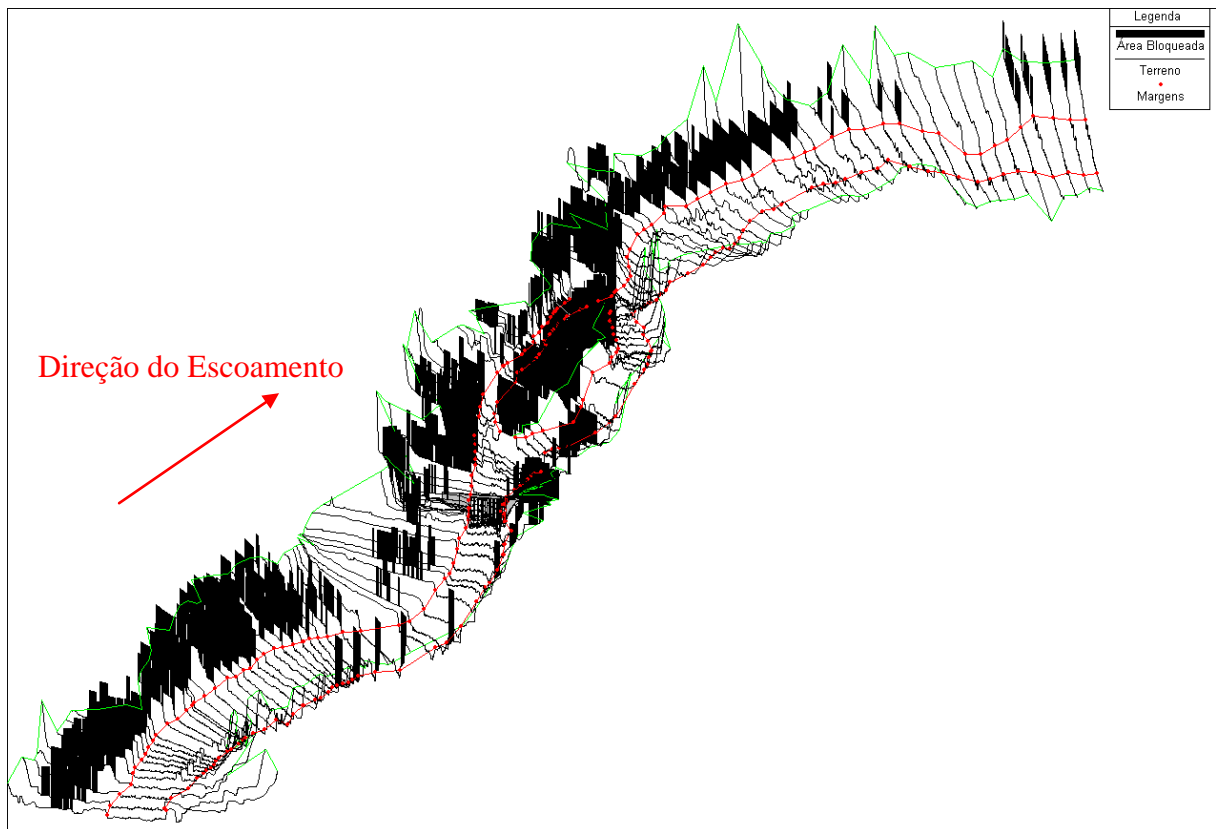 Legenda
Área Bloqueada
Terreno
Margens
Direção do Escoamento